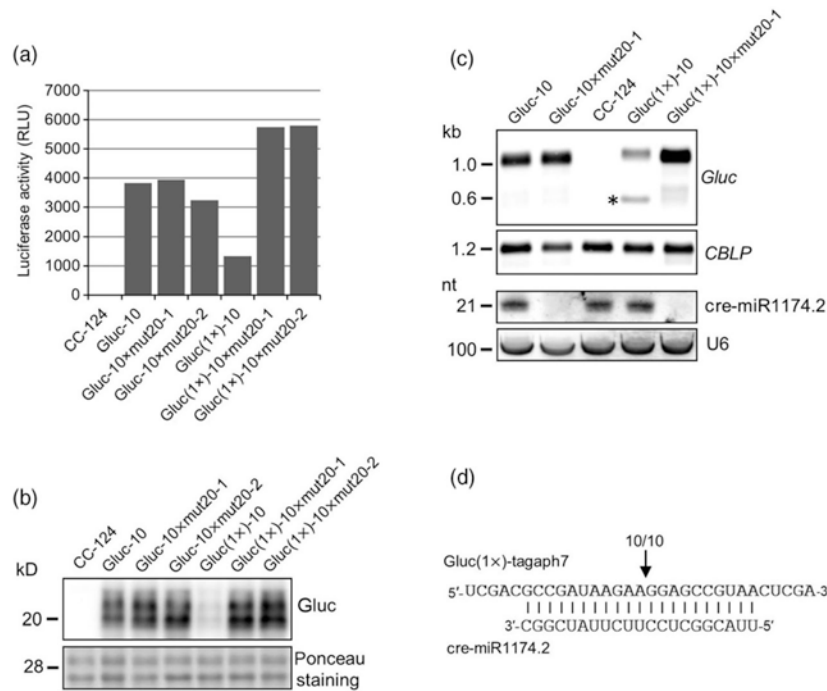 (a)
Luciferase activity (RLU)
7000
6000
5000
4000
3000
2000
1000
0
CC-124
Gluc-10
Gluc-10×mut20-1
Gluc-10×mut20-2
Gluc(1×)-10
Gluc(1×)-10×mut20-1
Gluc(1×)-10×mut20-2
(b)
CC-124
Gluc-10
Gluc-10×mut20-1
Gluc-10×mut20-2
Gluc(1×)-10
Gluc(1×)-10×mut20-1
Gluc(1×)-10×mut20-2
kD
20
Gluc
28
Ponceau
staining
(c)
Gluc-10
Gluc-10×mut20-1
CC-124
Gluc(1×)-10
Gluc(1×)-10×mut20-1
kb
1.0
0.6
*
Gluc
1.2
CBLP
nt
21
cre-miR1174.2
100
U6
(d)
10/10
Gluc(1×)-tagaph7
5′-UCGACGCCGAUAAGAAGGAGCCGUAACUCGA-3′
3′-CGGCUAUUCUUCCUCGGCAUU-5′
cre-miR1174.2